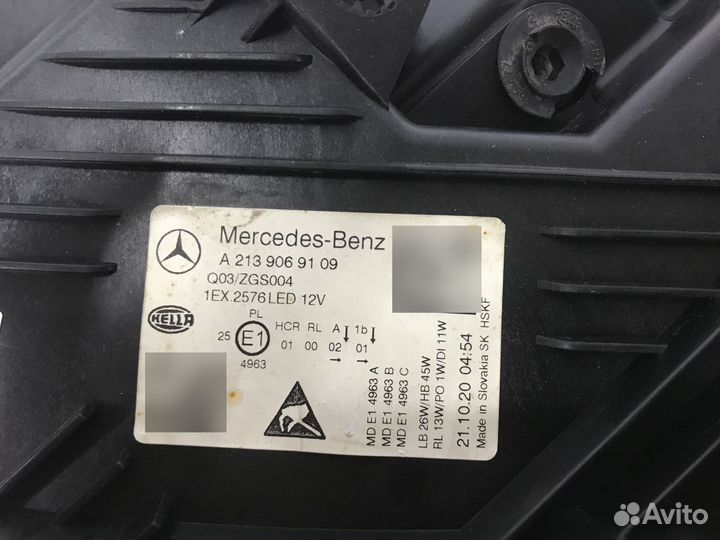 Mercedes-Benz
A 213 906 91 09
Q03/ZGS004
1EX.2576 LED 12V
HELLA
PL
25 E1
4963
HCR RL A 1b
01 00 02 01
MD E1 4963 A
MD E1 4963 B
MD E1 4963 C
LB 26W/HB 45W
RL 13W/PO 1W/DI 11W
21.10.20 04:54
Made in Slovakia SK HSKF
Avito